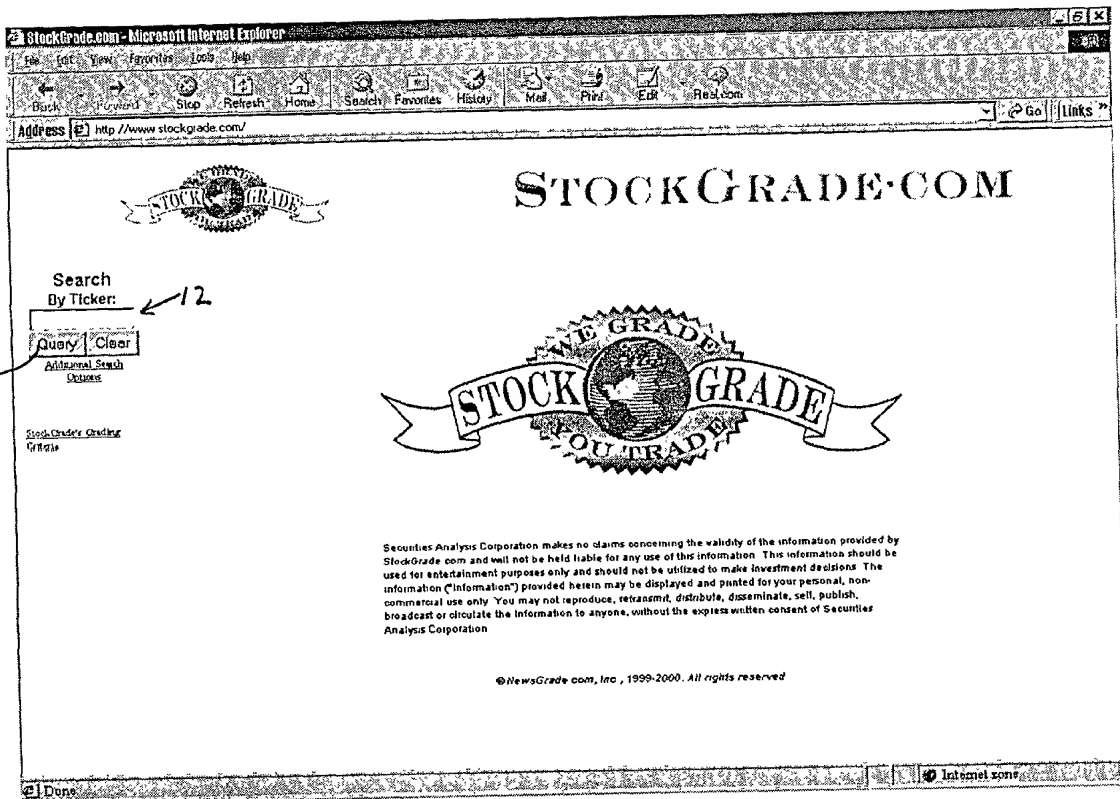 StockGrade.com - Microsoft Internet Explorer
File Edit View Favorites Tools Help
Back Forward Stop Refresh Home Search Favorites History Mail Print Edit Real.com
Address http //www stockgrade.com/ Go Links »
WE GRADE
STOCK GRADE
YOU TRADE
STOCKGRADE·COM
Search
By Ticker:
12
Query Clear
Additional Search
Options
StockGrade's Grading
Criteria
WE GRADE
STOCK GRADE
YOU TRADE
Securities Analysis Corporation makes no claims concerning the validity of the information provided by
StockGrade com and will not be held liable for any use of this information This information should be
used for entertainment purposes only and should not be utilized to make investment decisions The
information ("Information") provided herein may be displayed and printed for your personal, non-
commercial use only You may not reproduce, retransmit, distribute, disseminate, sell, publish,
broadcast or circulate the Information to anyone, without the express written consent of Securities
Analysis Corporation
©NewsGrade com, Inc , 1999-2000. All rights reserved
Done Internet zone